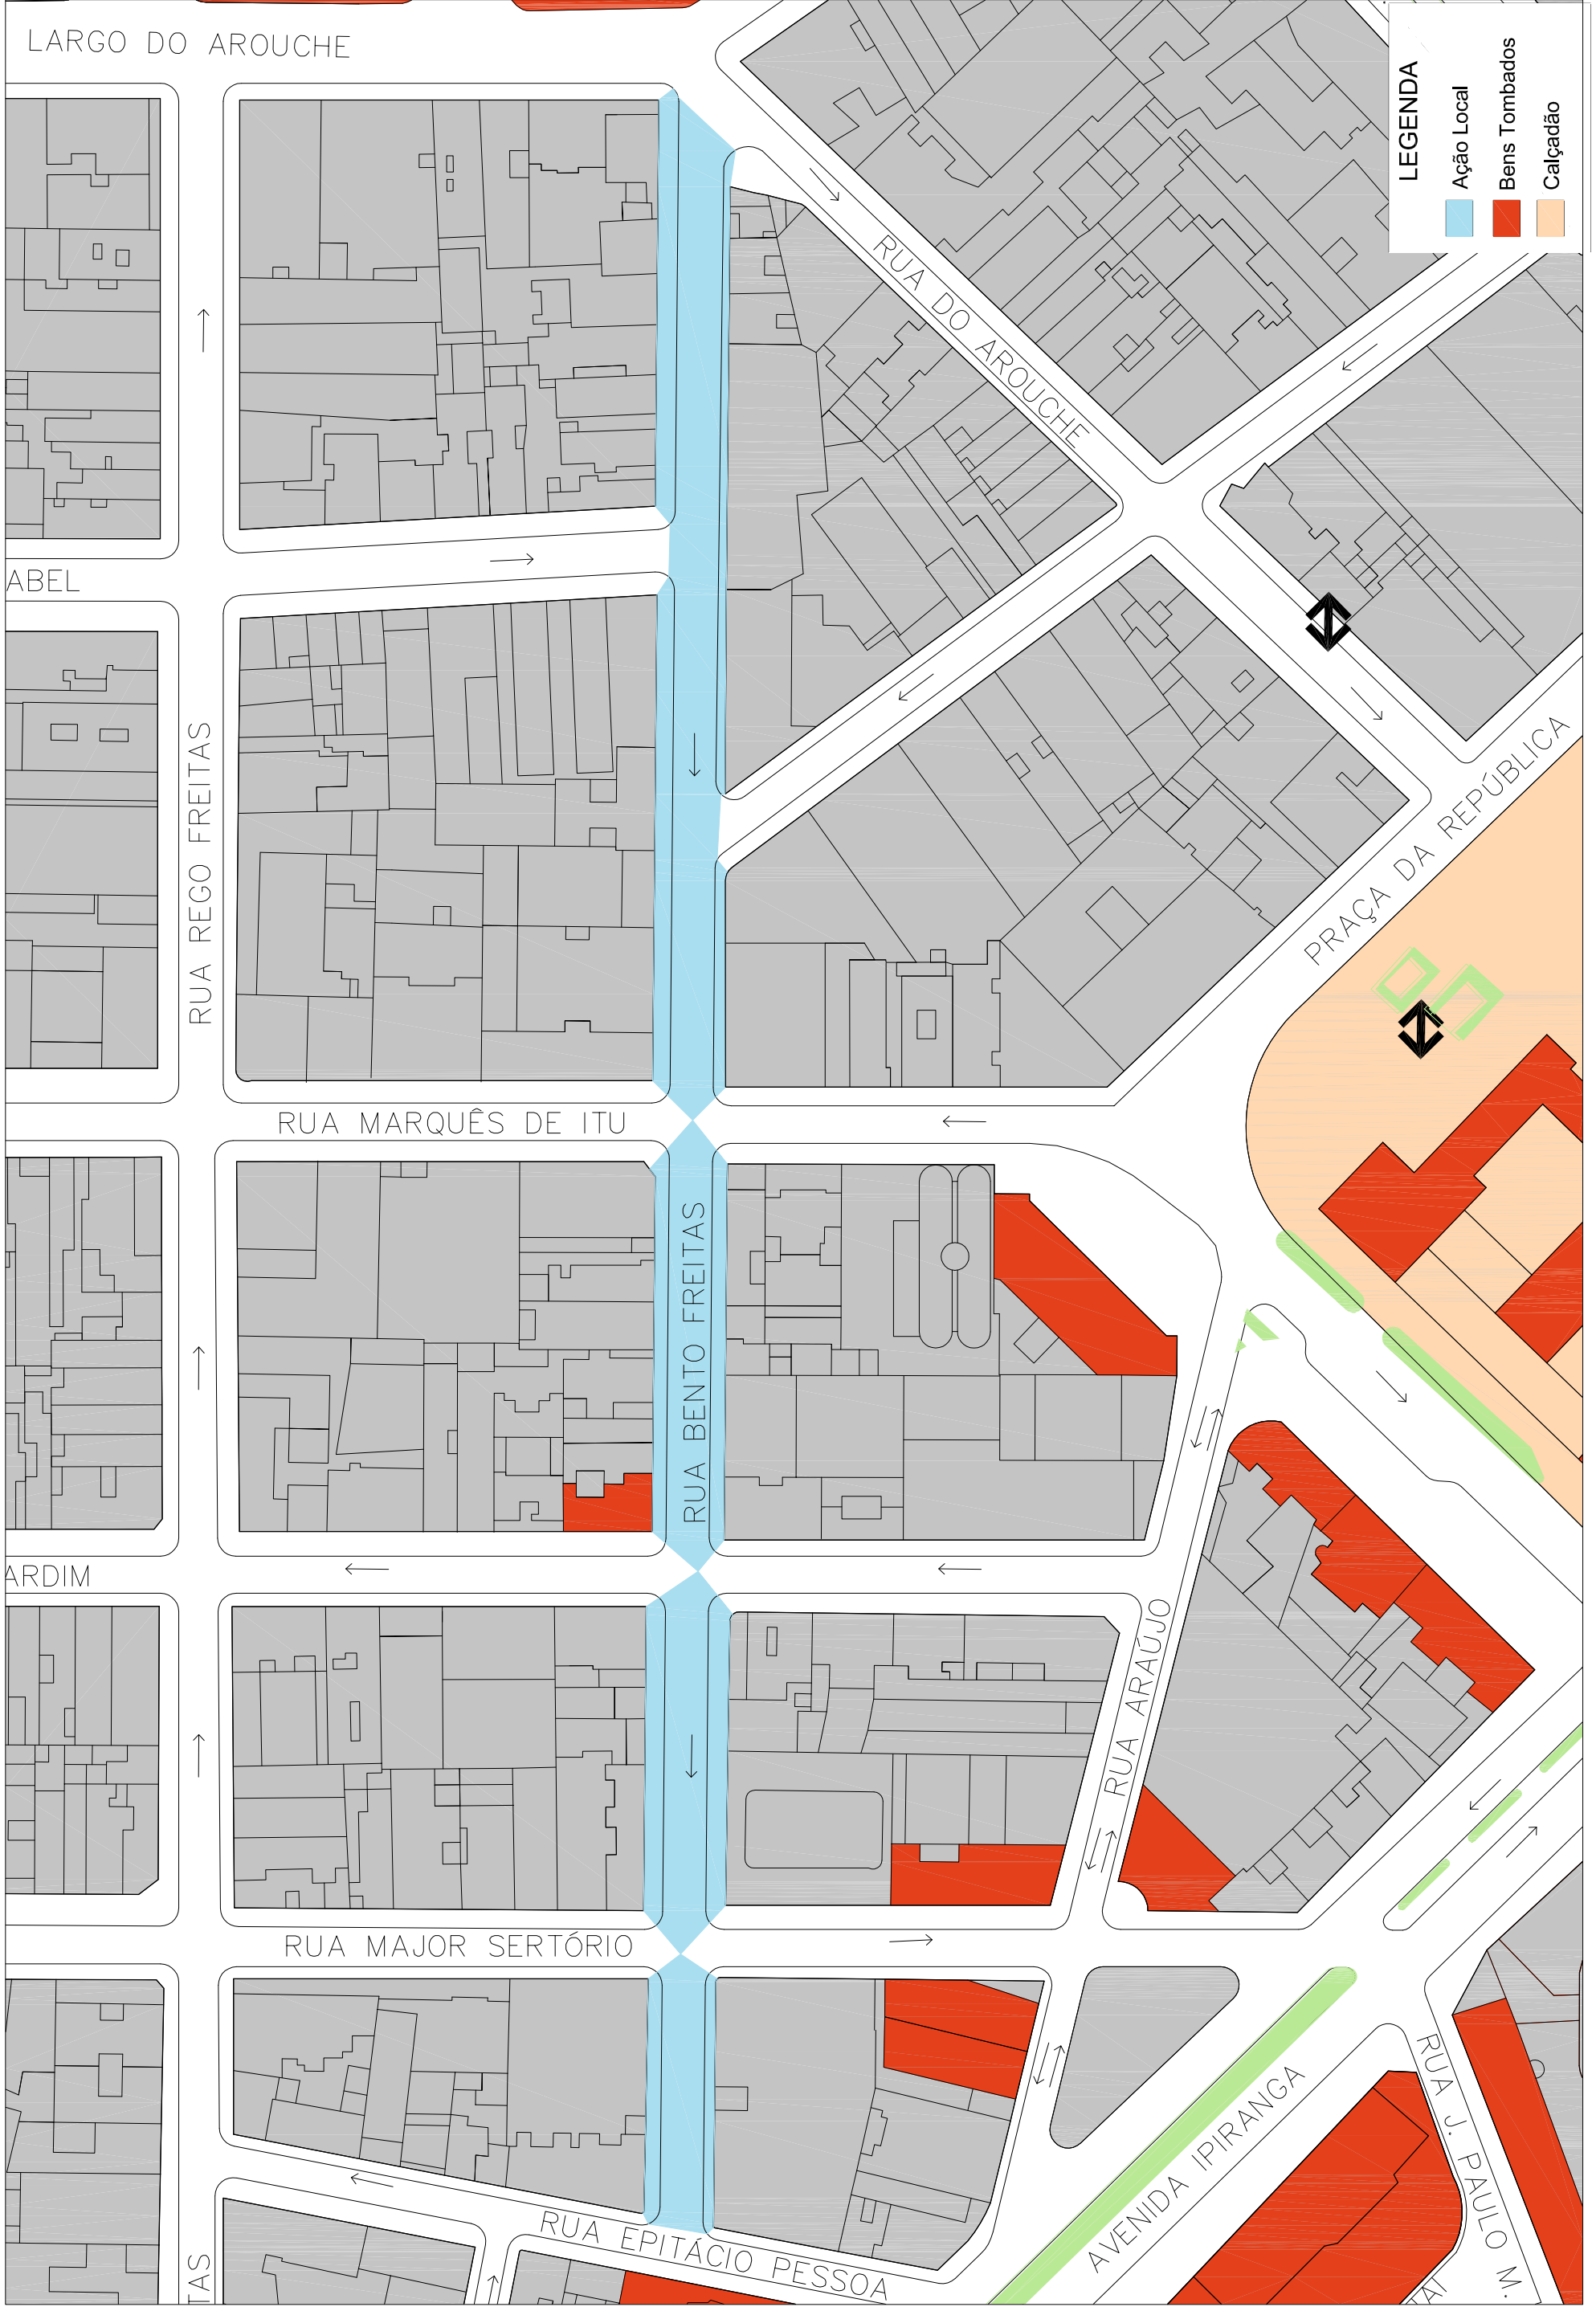 LARGO DO AROUCHE
LEGENDA
Ação Local
Bens Tombados
Calçadão
RUA DO AROUCHE
ABEL
RUA REGO FREITAS
PRAÇA DA REPÚBLICA
RUA MARQUÊS DE ITU
RUA BENTO FREITAS
ARDIM
RUA ARAÚJO
RUA MAJOR SERTÓRIO
AVENIDA IPIRANGA
RUA J. PAULO M.
RUA EPITÁCIO PESSOA
TAS
TAÍ